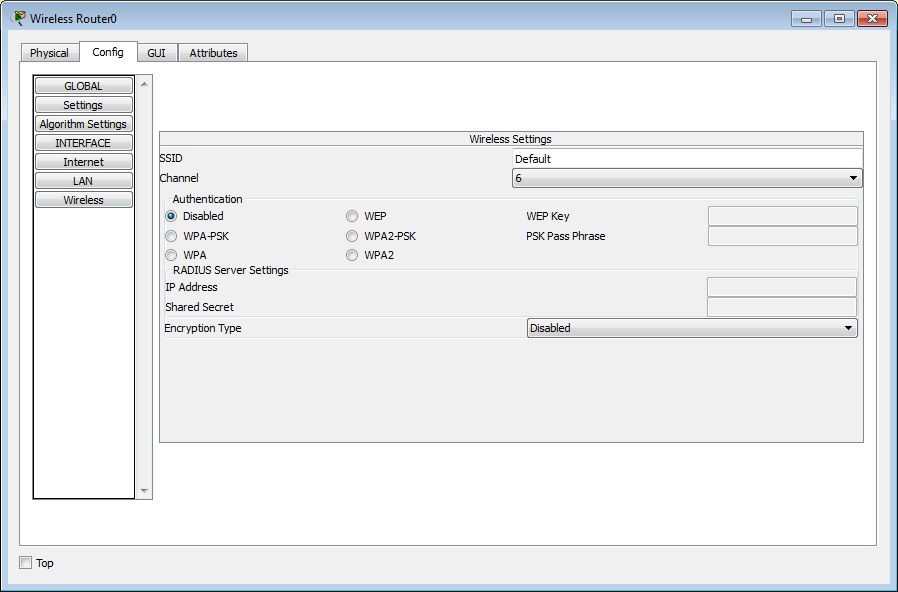 Wireless Router0
Physical Config GUI Attributes
GLOBAL
Settings
Algorithm Settings
INTERFACE
Internet
LAN
Wireless
Wireless Settings
SSID Default
Channel 6
Authentication
Disabled WEP WEP Key
WPA-PSK WPA2-PSK PSK Pass Phrase
WPA WPA2
RADIUS Server Settings
IP Address
Shared Secret
Encryption Type Disabled
Top